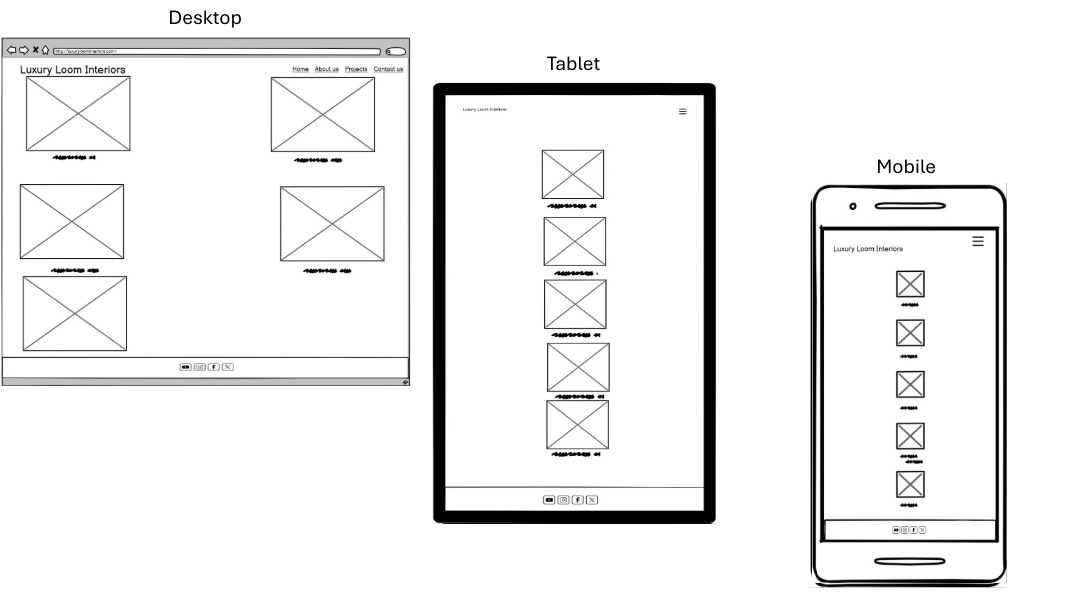 Desktop
http://luxuryloominteriors.com/
Luxury Loom Interiors
Home About us Projects Contact us
Tablet
Luxury Loom Interiors
Mobile
Luxury Loom Interiors